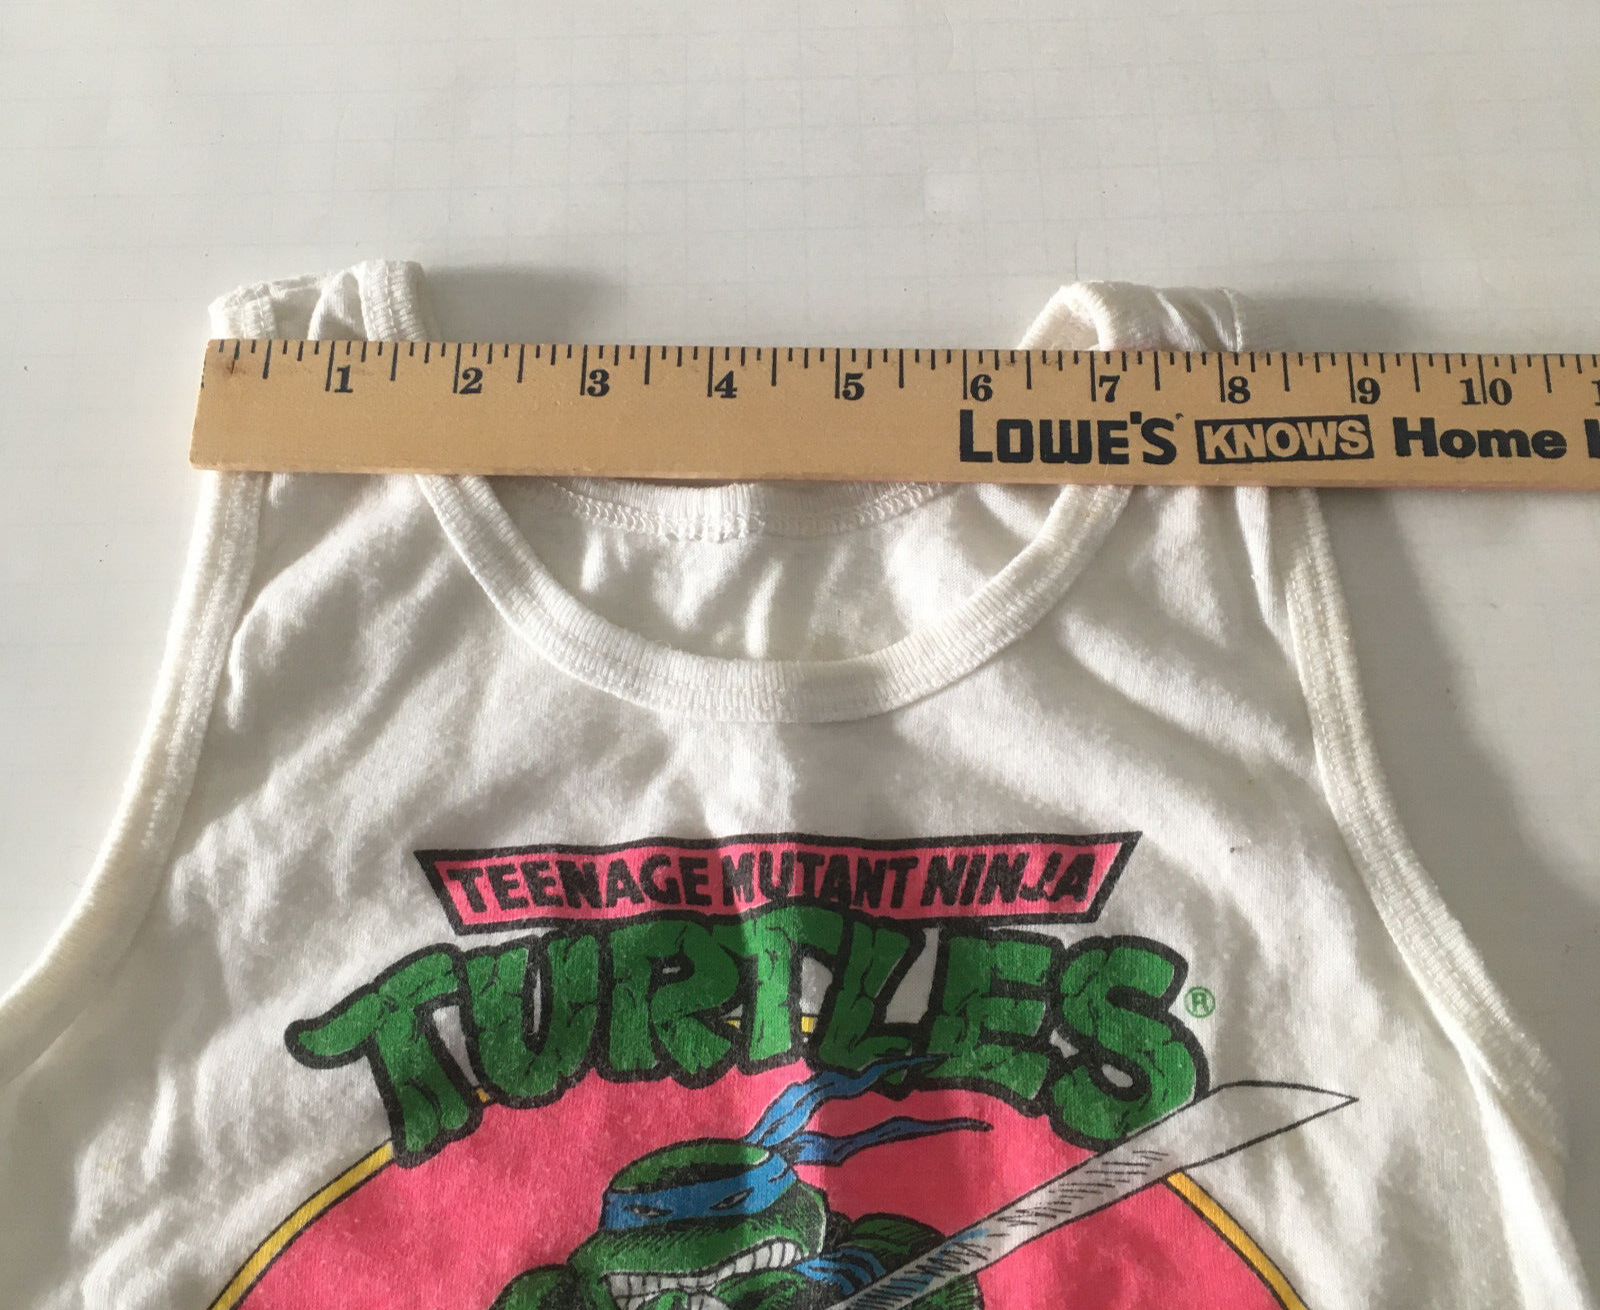 1 2 3 4 5 6 7 8 9 10
LOWE'S KNOWS Home
TEENAGE MUTANT NINJA
TURTLES®